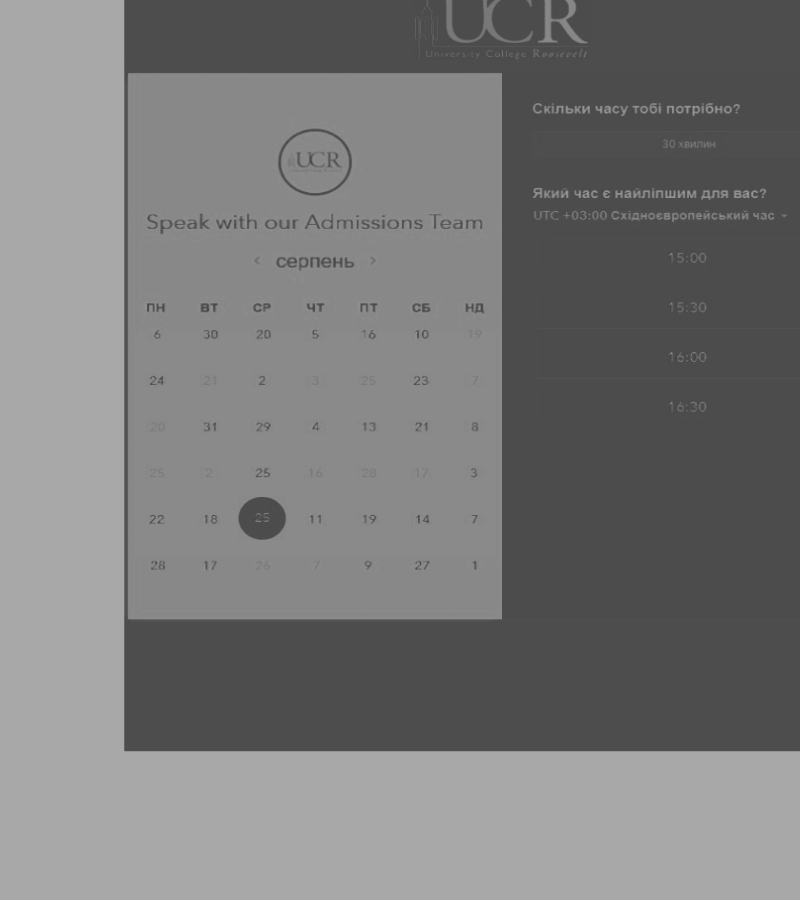 UCR
University College Roosevelt
UCR
Speak with our Admissions Team
‹ серпень ›
ПН ВТ СР ЧТ ПТ СБ НД
6 30 20 5 16 10 19
24 21 2 3 25 23 7
20 31 29 4 13 21 8
25 2 25 16 28 17 3
22 18 25 11 19 14 7
28 17 26 7 9 27 1
Скільки часу тобі потрібно?
30 хвилин
Який час є найліпшим для вас?
UTC +03:00 Східноєвропейський час
15:00
15:30
16:00
16:30